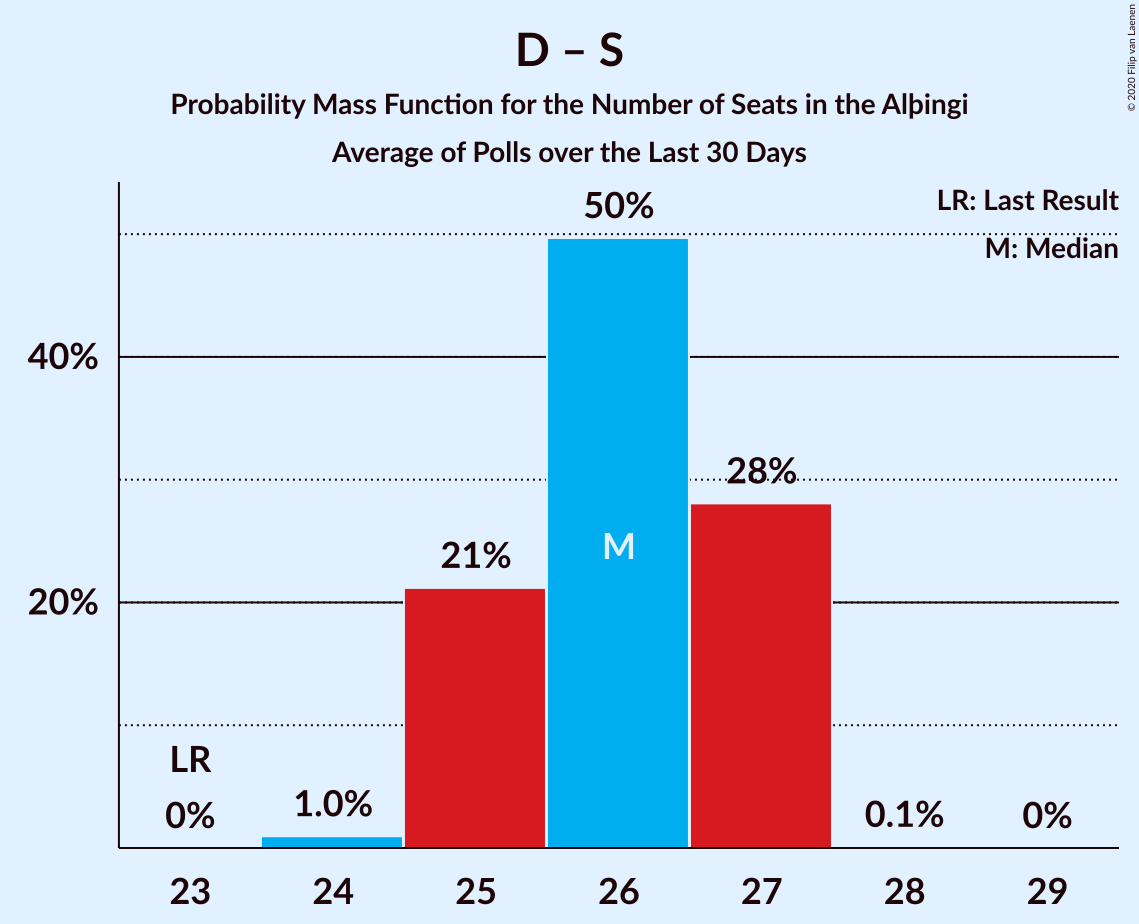 D – S
Probability Mass Function for the Number of Seats in the Alþingi
Average of Polls over the Last 30 Days
© 2020 Filip van Laenen
LR: Last Result
M: Median
50%
40%
28%
M
21%
20%
LR
0%
1.0%
0.1%
0%
23 24 25 26 27 28 29